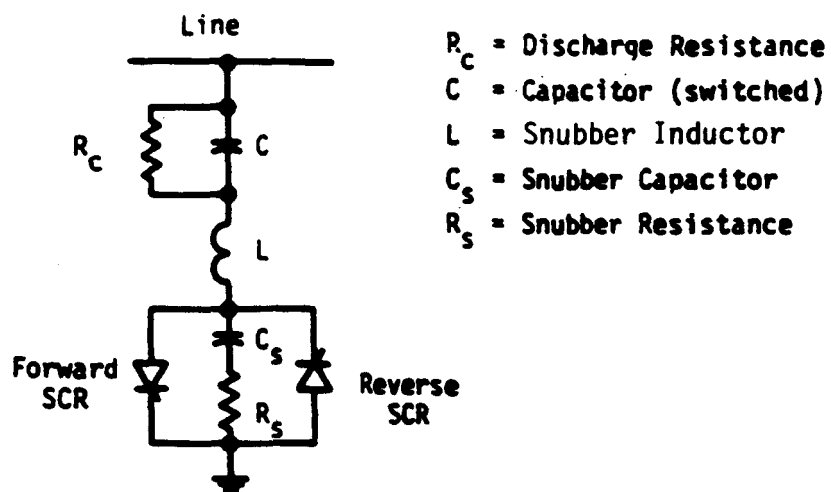 Line
R_c
C
L
Forward
SCR
C_s
R_s
Reverse
SCR
R_c = Discharge Resistance
C = Capacitor (switched)
L = Snubber Inductor
C_s = Snubber Capacitor
R_s = Snubber Resistance